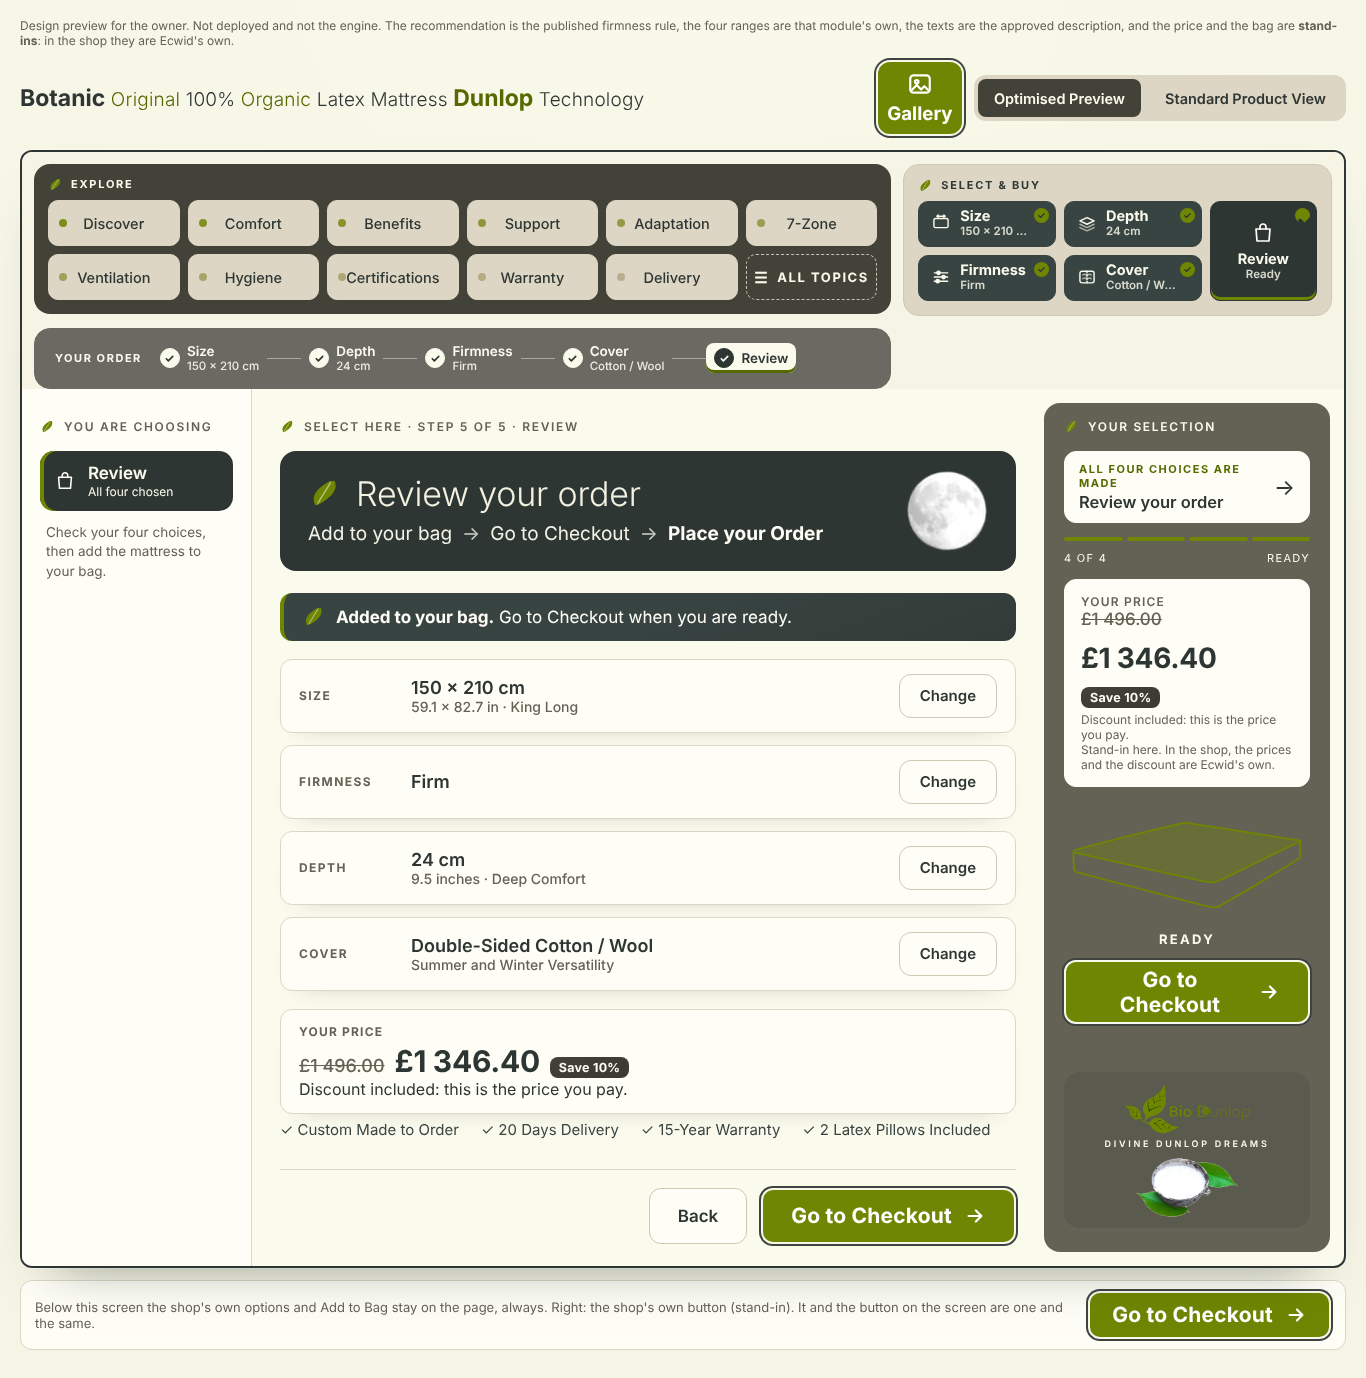 Design preview for the owner. Not deployed and not the engine. The recommendation is the published firmness rule, the four ranges are that module's own, the texts are the approved description, and the price and the bag are stand-
ins: in the shop they are Ecwid's own.
Botanic Original 100% Organic Latex Mattress Dunlop Technology
Gallery
Optimised Preview
Standard Product View
EXPLORE
Discover
Comfort
Benefits
Support
Adaptation
7-Zone
Ventilation
Hygiene
Certifications
Warranty
Delivery
ALL TOPICS
SELECT & BUY
Size
150 × 210 ...
Depth
24 cm
Firmness
Firm
Cover
Cotton / W...
Review
Ready
YOUR ORDER
Size
150 × 210 cm
Depth
24 cm
Firmness
Firm
Cover
Cotton / Wool
Review
YOU ARE CHOOSING
Review
All four chosen
Check your four choices,
then add the mattress to
your bag.
SELECT HERE · STEP 5 OF 5 · REVIEW
Review your order
Add to your bag → Go to Checkout → Place your Order
Added to your bag. Go to Checkout when you are ready.
SIZE
150 × 210 cm
59.1 × 82.7 in · King Long
Change
FIRMNESS
Firm
Change
DEPTH
24 cm
9.5 inches · Deep Comfort
Change
COVER
Double-Sided Cotton / Wool
Summer and Winter Versatility
Change
YOUR PRICE
£1 496.00 £1 346.40 Save 10%
Discount included: this is the price you pay.
✓ Custom Made to Order ✓ 20 Days Delivery ✓ 15-Year Warranty ✓ 2 Latex Pillows Included
Back
Go to Checkout →
YOUR SELECTION
ALL FOUR CHOICES ARE
MADE
Review your order →
4 OF 4
READY
YOUR PRICE
£1 496.00
£1 346.40
Save 10%
Discount included: this is the price
you pay.
Stand-in here. In the shop, the prices
and the discount are Ecwid's own.
READY
Go to
Checkout →
Bio Dunlop
DIVINE DUNLOP DREAMS
Below this screen the shop's own options and Add to Bag stay on the page, always. Right: the shop's own button (stand-in). It and the button on the screen are one and
the same.
Go to Checkout →